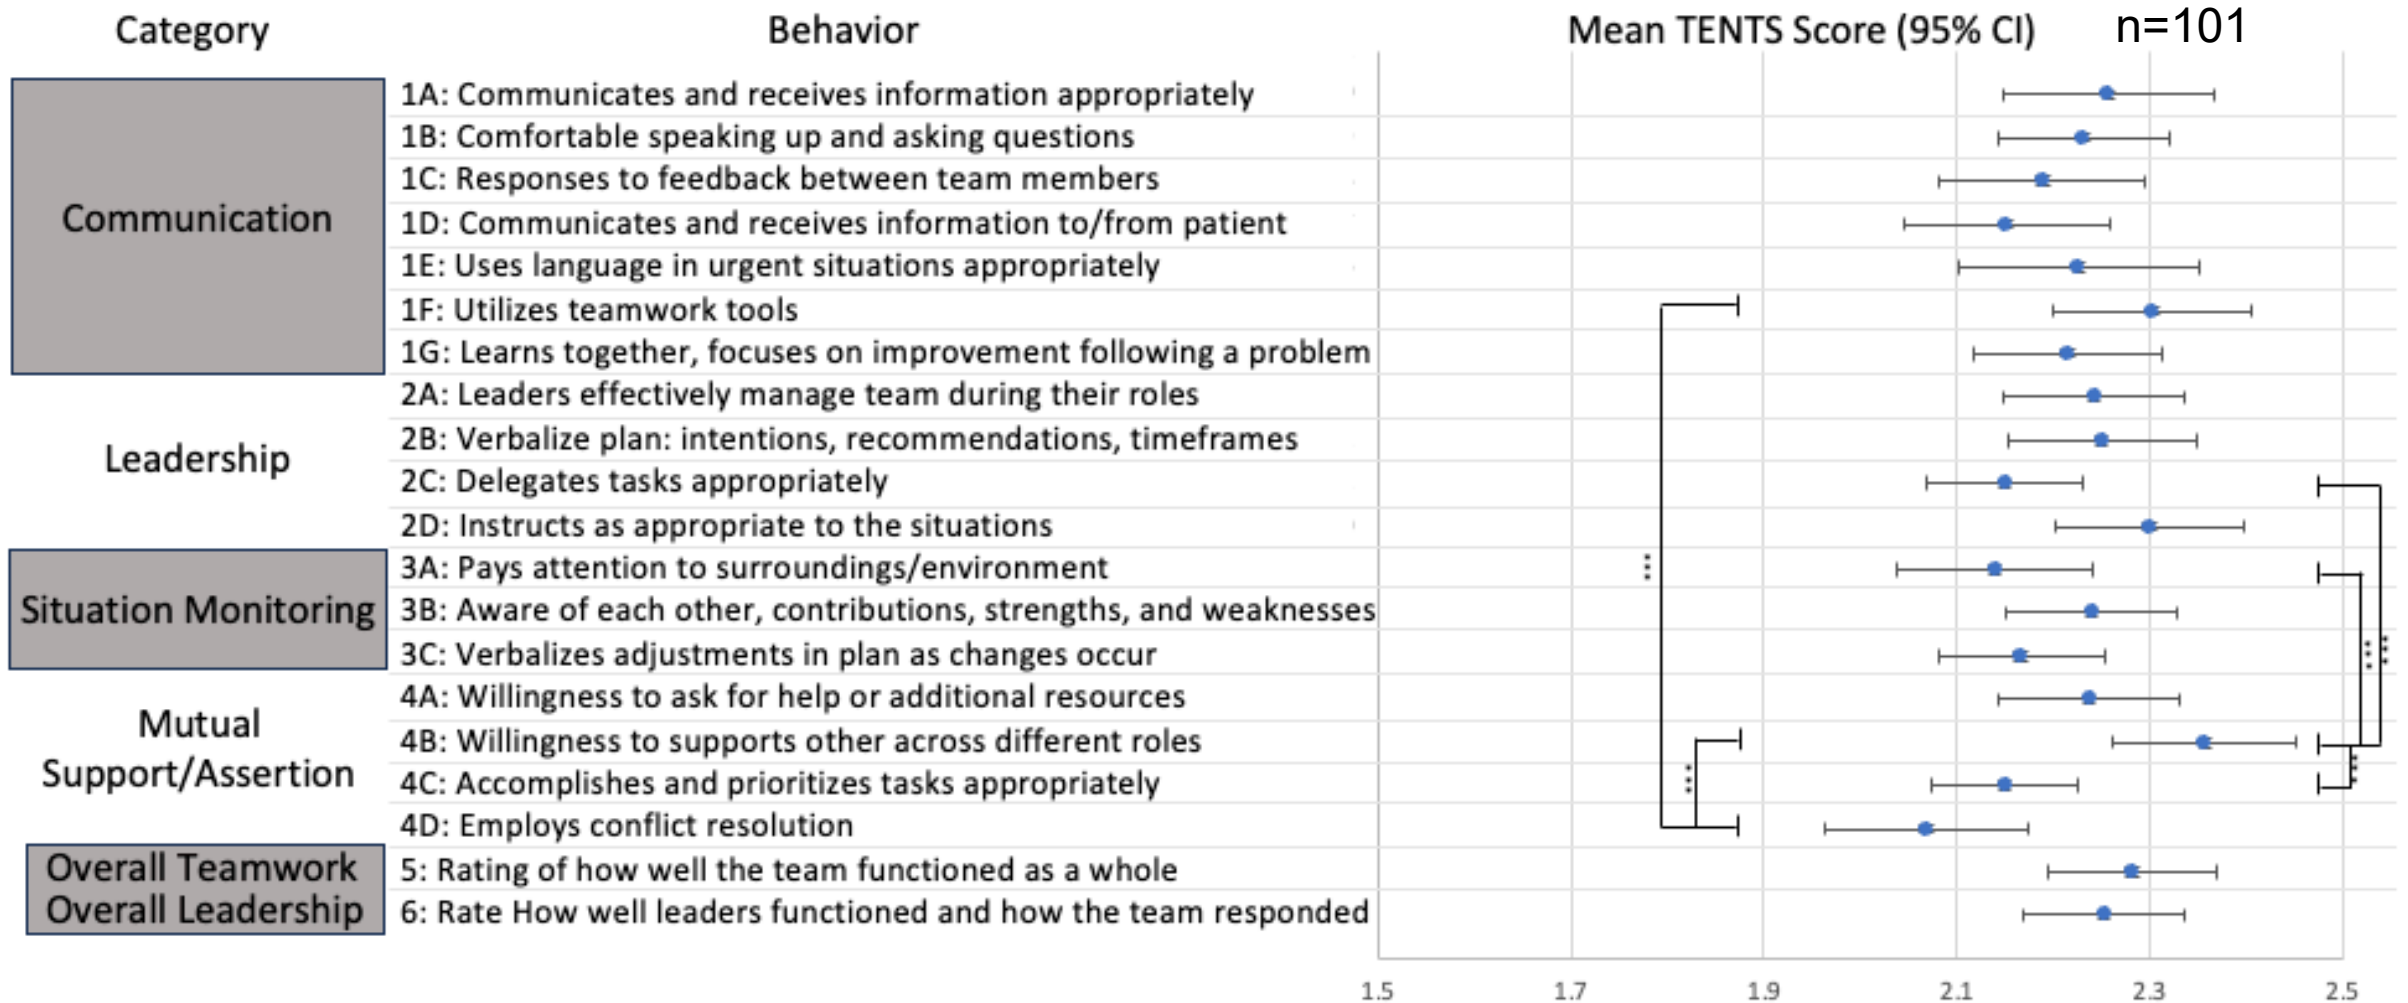 Category Behavior Mean TENTS Score (95% CI) n=101
1A: Communicates and receives information appropriately
1B: Comfortable speaking up and asking questions
1C: Responses to feedback between team members
Communication
1D: Communicates and receives information to/from patient
1E: Uses language in urgent situations appropriately
1F: Utilizes teamwork tools
1G: Learns together, focuses on improvement following a problem
2A: Leaders effectively manage team during their roles
2B: Verbalize plan: intentions, recommendations, timeframes
Leadership
2C: Delegates tasks appropriately
2D: Instructs as appropriate to the situations
3A: Pays attention to surroundings/environment
Situation Monitoring
3B: Aware of each other, contributions, strengths, and weaknesses
3C: Verbalizes adjustments in plan as changes occur
4A: Willingness to ask for help or additional resources
Mutual
Support/Assertion
4B: Willingness to supports other across different roles
4C: Accomplishes and prioritizes tasks appropriately
4D: Employs conflict resolution
Overall Teamwork
5: Rating of how well the team functioned as a whole
Overall Leadership
6: Rate How well leaders functioned and how the team responded
1.5 1.7 1.9 2.1 2.3 2.5